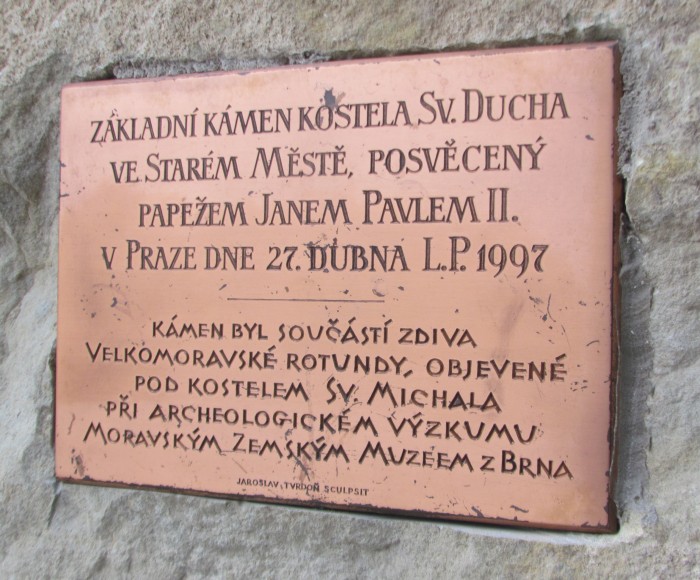 ZÁKLADNÍ KÁMEN KOSTELA SV. DUCHA
VE STARÉM MĚSTĚ, POSVĚCENÝ
PAPEŽEM JANEM PAVLEM II.
V PRAZE DNE 27. DUBNA L.P. 1997
KÁMEN BYL SOUČÁSTÍ ZDIVA
VELKOMORAVSKÉ ROTUNDY, OBJEVENÉ
POD KOSTELEM SV. MICHALA
PŘI ARCHEOLOGICKÉM VÝZKUMU
MORAVSKÝM ZEMSKÝM MUZEEM Z BRNA
JAROSLAV TVRDOŇ SCULPSIT